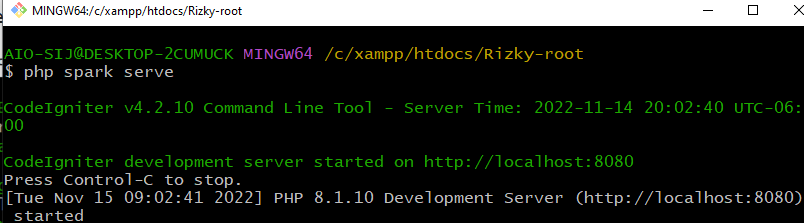 MINGW64:/c/xampp/htdocs/Rizky-root
AIO-SIJ@DESKTOP-2CUMUCK MINGW64 /c/xampp/htdocs/Rizky-root
$ php spark serve
CodeIgniter v4.2.10 Command Line Tool - Server Time: 2022-11-14 20:02:40 UTC-06:
00
CodeIgniter development server started on http://localhost:8080
Press Control-C to stop.
[Tue Nov 15 09:02:41 2022] PHP 8.1.10 Development Server (http://localhost:8080)
started